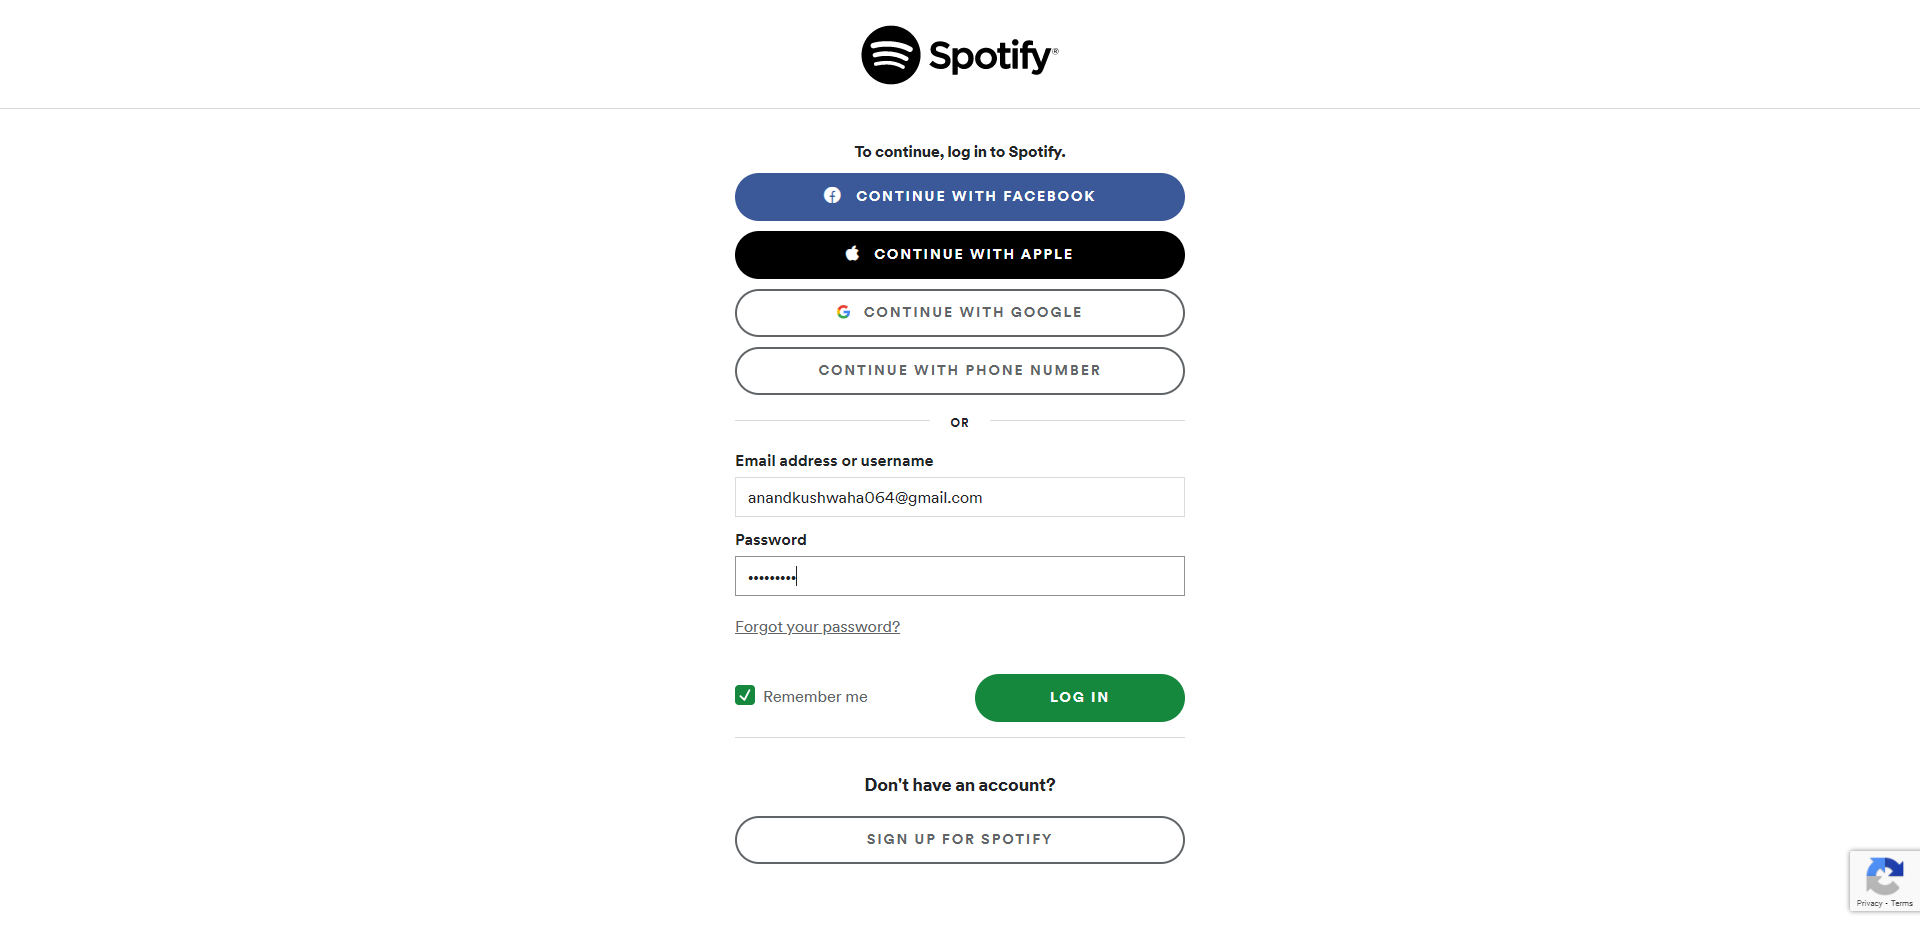 Spotify®
To continue, log in to Spotify.
CONTINUE WITH FACEBOOK
CONTINUE WITH APPLE
CONTINUE WITH GOOGLE
CONTINUE WITH PHONE NUMBER
OR
Email address or username
anandkushwaha064@gmail.com
Password
•••••••••
Forgot your password?
Remember me
LOG IN
Don't have an account?
SIGN UP FOR SPOTIFY
Privacy - Terms